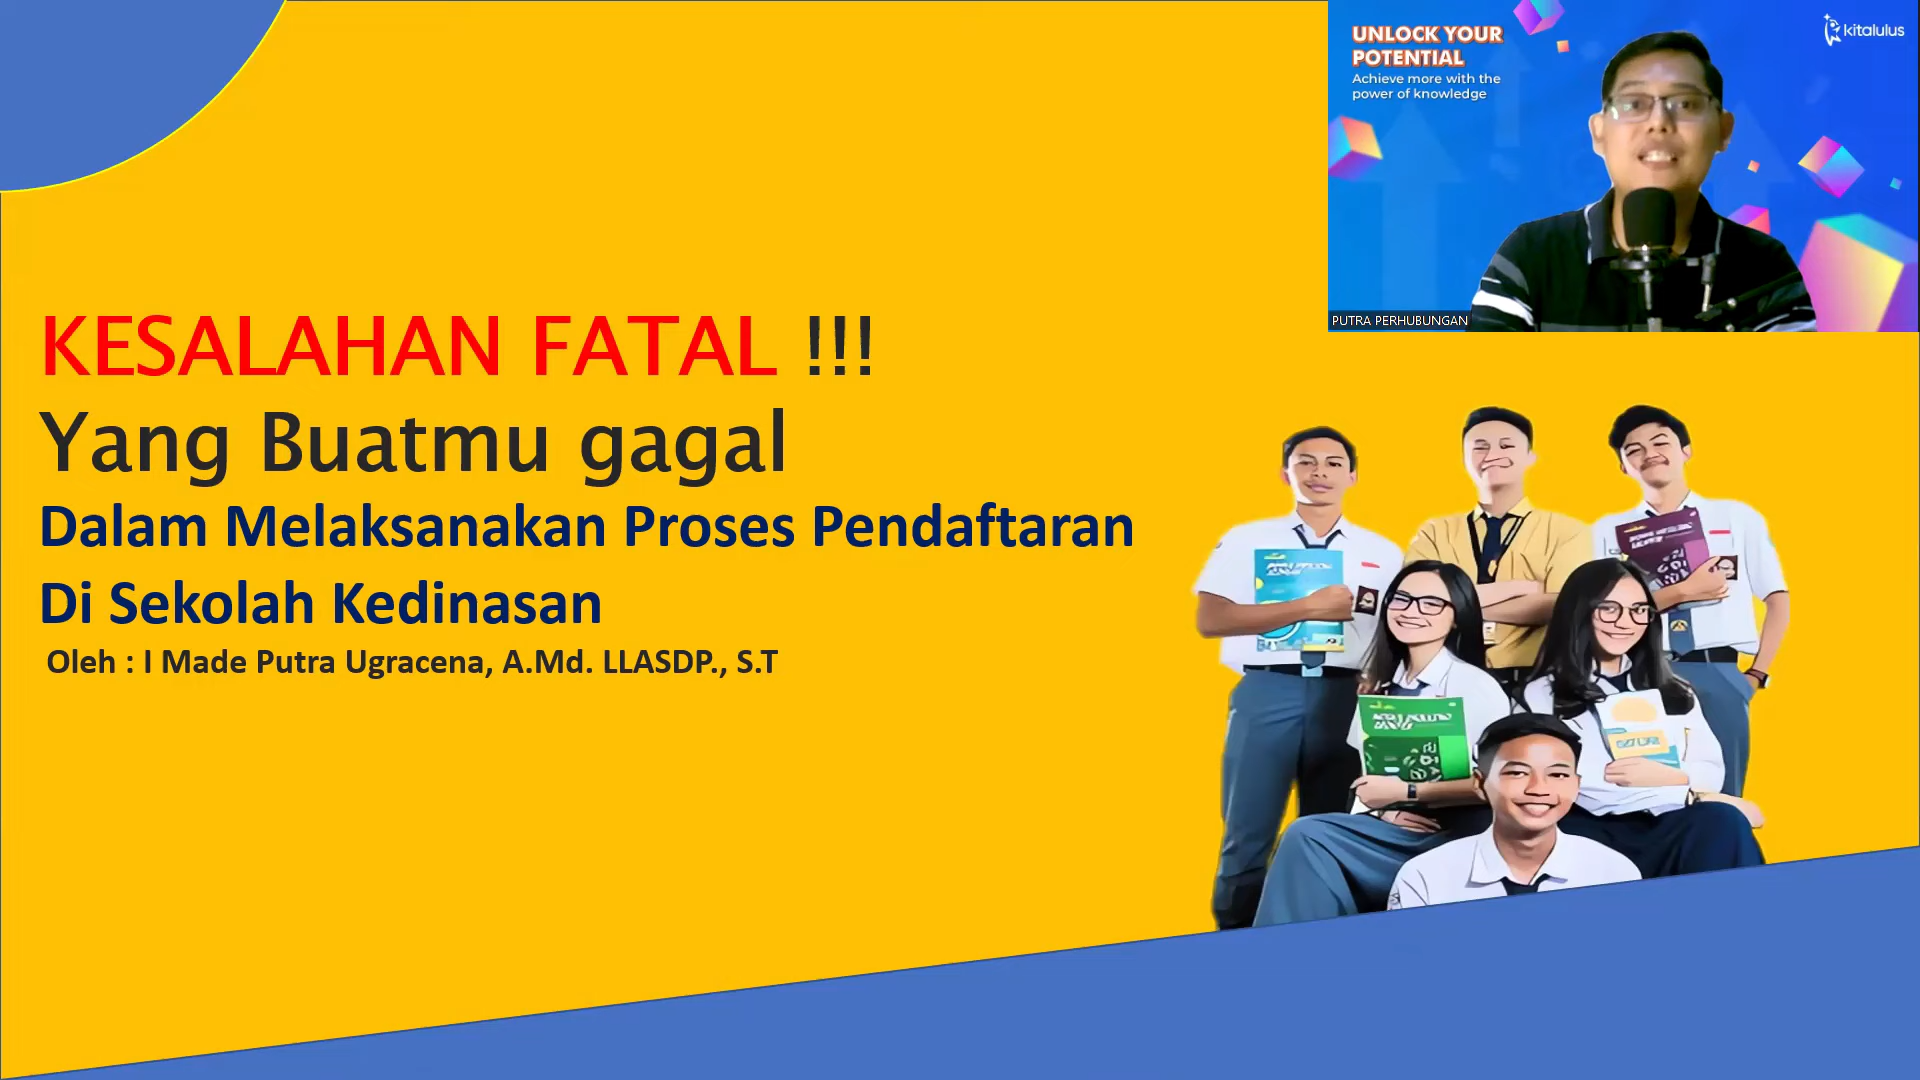 UNLOCK YOUR
POTENTIAL
Achieve more with the
power of knowledge
kitalulus
PUTRA PERHUBUNGAN
KESALAHAN FATAL !!!
Yang Buatmu gagal
Dalam Melaksanakan Proses Pendaftaran
Di Sekolah Kedinasan
Oleh : I Made Putra Ugracena, A.Md. LLASDP., S.T